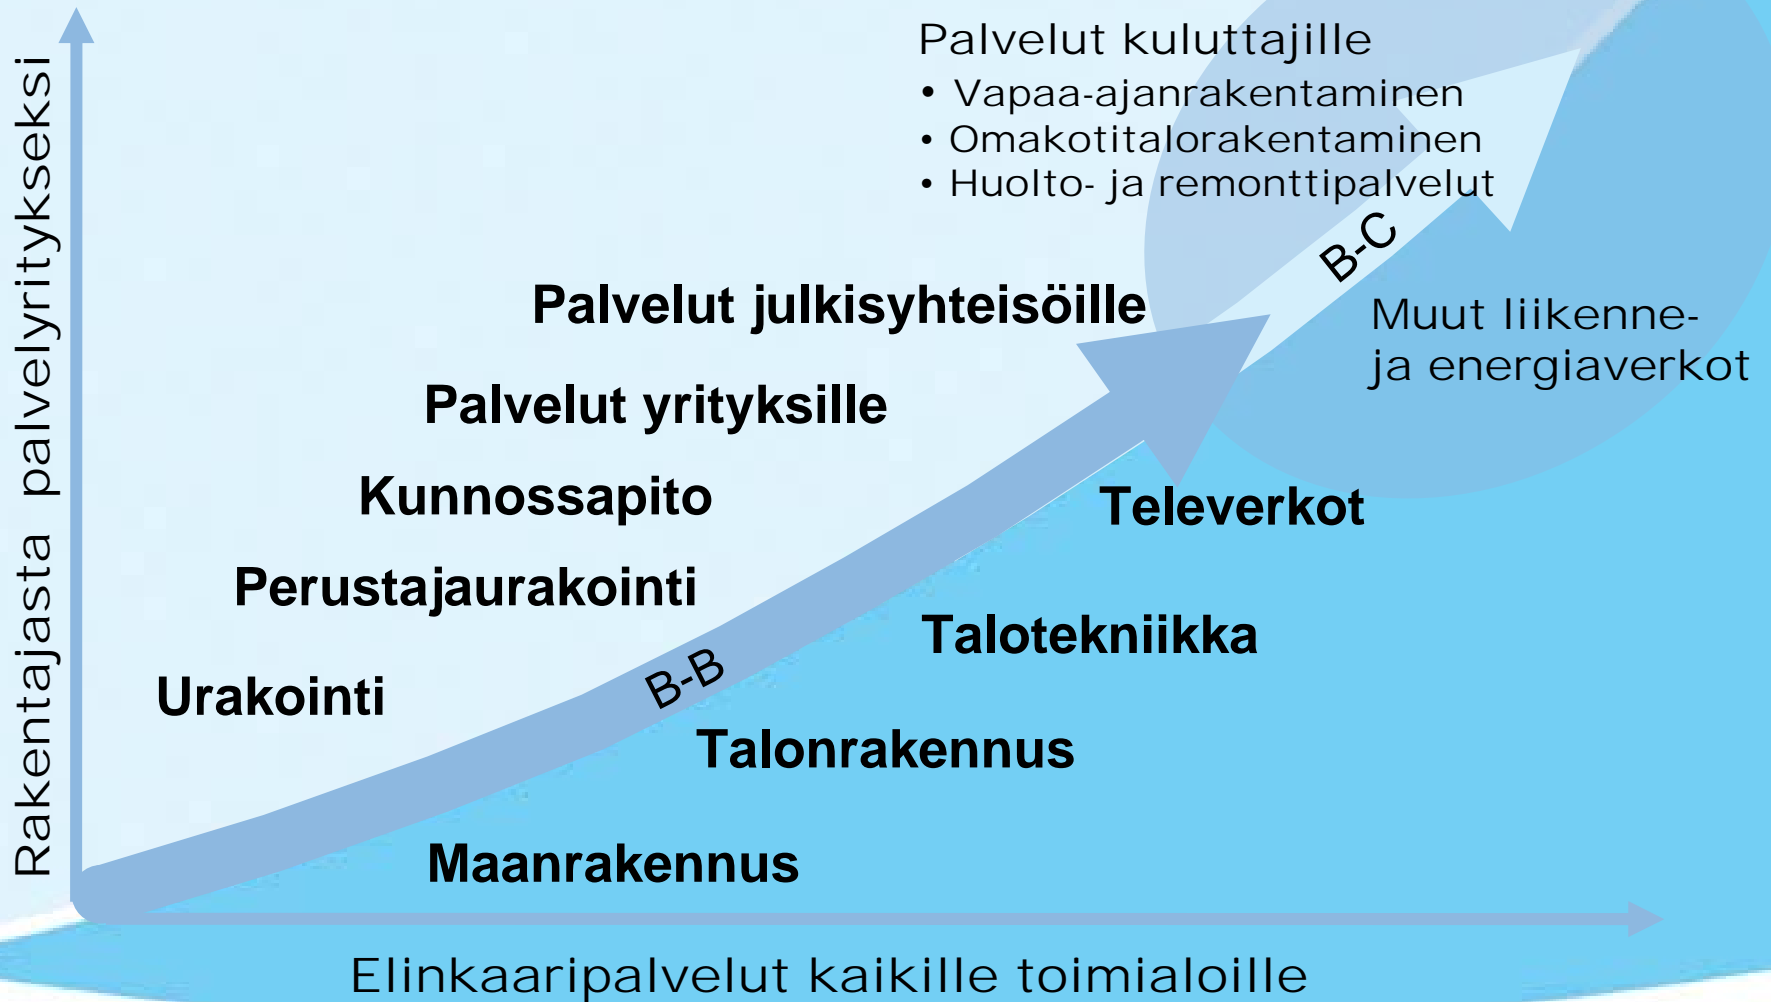 Rakentajasta palvelyritykseksi
Palvelut kuluttajille
• Vapaa-ajanrakentaminen
• Omakotitalorakentaminen
• Huolto- ja remonttipalvelut
B-C
Palvelut julkisyhteisöille
Muut liikenne-
ja energiaverkot
Palvelut yrityksille
Kunnossapito
Televerkot
Perustajaurakointi
Talotekniikka
Urakointi
B-B
Talonrakennus
Maanrakennus
Elinkaaripalvelut kaikille toimialoille